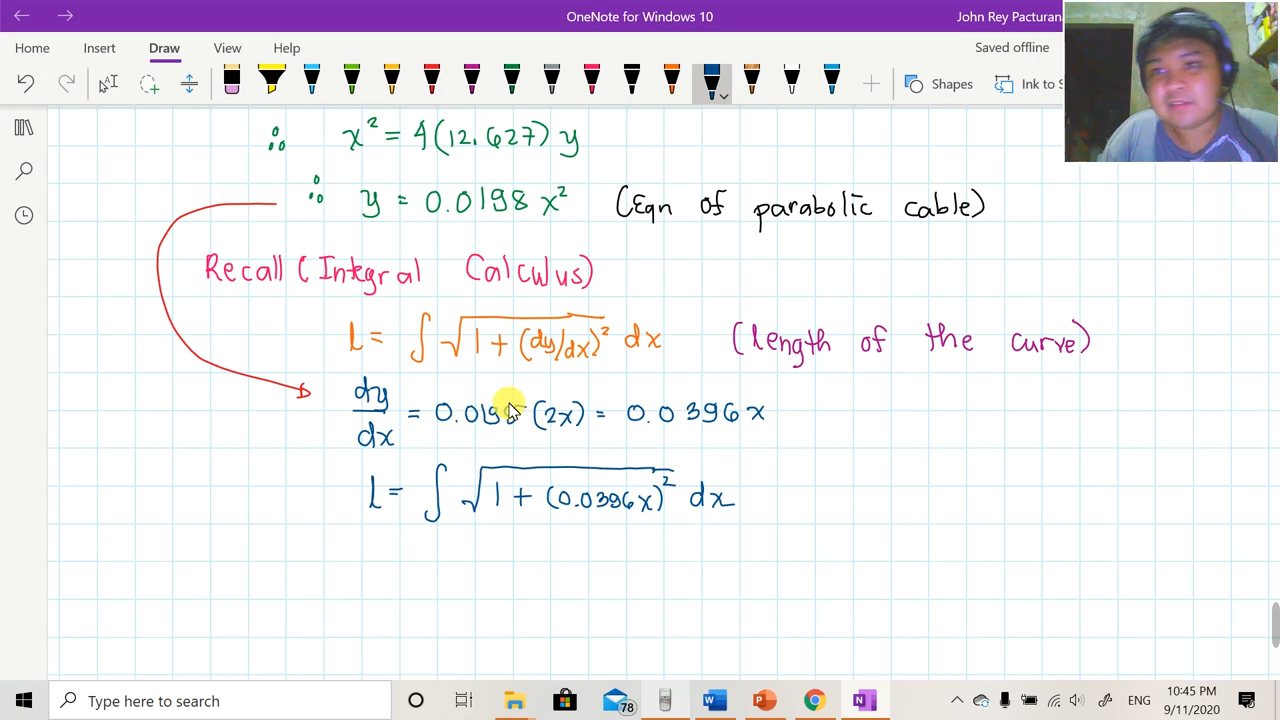 OneNote for Windows 10
John Rey Pacturan
Home Insert Draw View Help
Saved offline
Shapes
Ink to S
∴ x² = 4(12.627) y
∴ y = 0.0198 x² (Eqn of parabolic cable)
Recall (Integral Calculus)
L = ∫ √1 + (dy/dx)² dx (length of the curve)
dy/dx = 0.0198 (2x) = 0.0396 x
L = ∫ √1 + (0.0396x)² dx
Type here to search
78
ENG
10:45 PM
9/11/2020